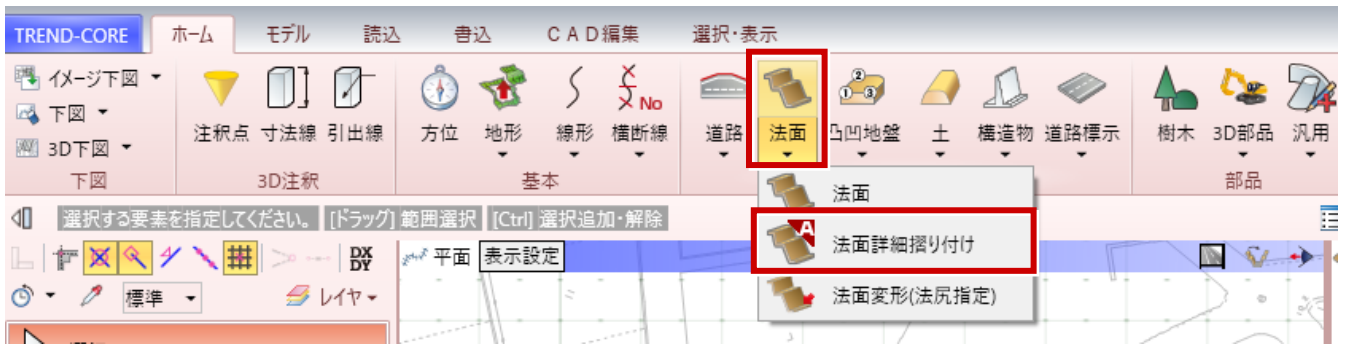 TREND-CORE ホーム モデル 読込 書込 CAD編集 選択・表示
イメージ下図
下図
3D下図
下図
注釈点 寸法線 引出線
3D注釈
方位 地形 線形 横断線
No
基本
道路 法面 凸凹地盤 土 構造物 道路標示
1 2 3
樹木 3D部品 汎用
部品
法面
法面詳細摺り付け
A
法面変形(法尻指定)
選択する要素を指定してください。 [ドラッグ] 範囲選択 [Ctrl] 選択追加・解除
DX
DY
平面 表示設定
標準 レイヤ